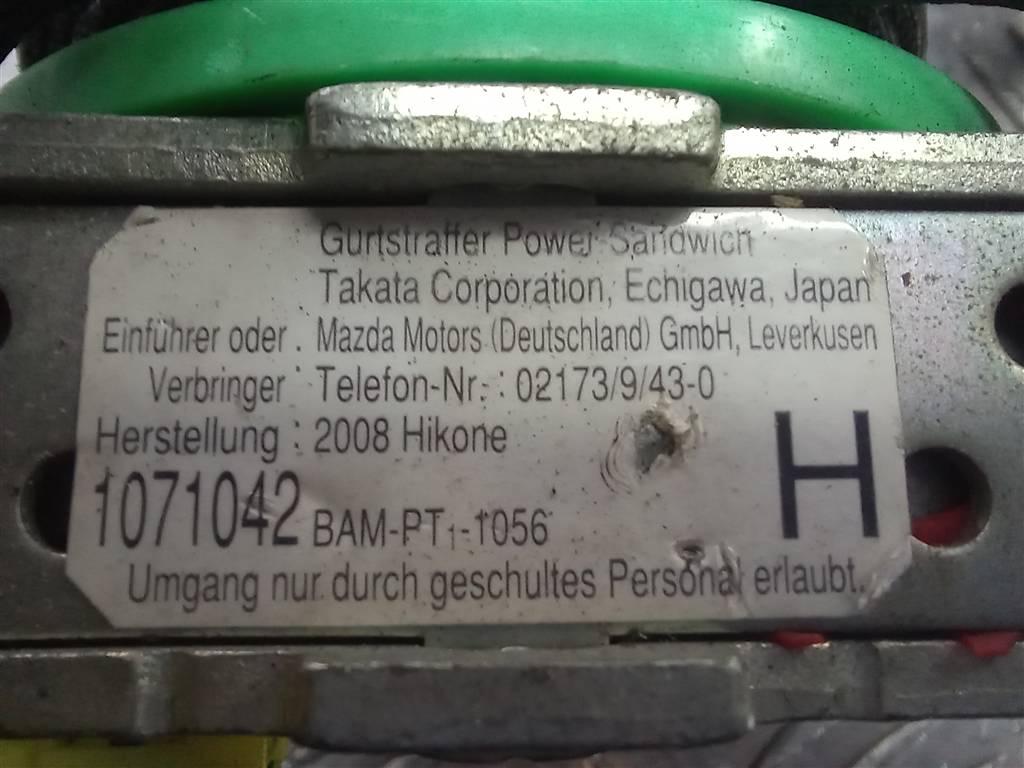 Gurtstraffer Power Sandwich
Takata Corporation, Echigawa, Japan
Einführer oder . Mazda Motors (Deutschland) GmbH, Leverkusen
Verbringer : Telefon-Nr. : 02173/9/43-0
Herstellung : 2008 Hikone
1071042 BAM-PT1-1056
H
Umgang nur durch geschultes Personal erlaubt.